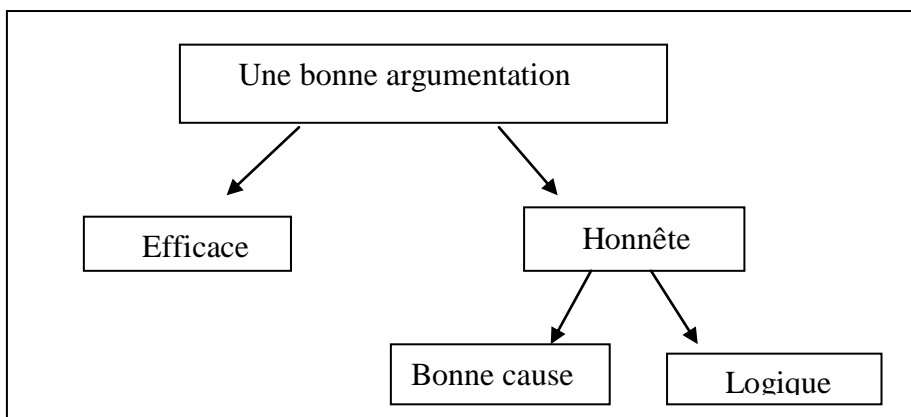 Une bonne argumentation
Efficace
Honnête
Bonne cause
Logique